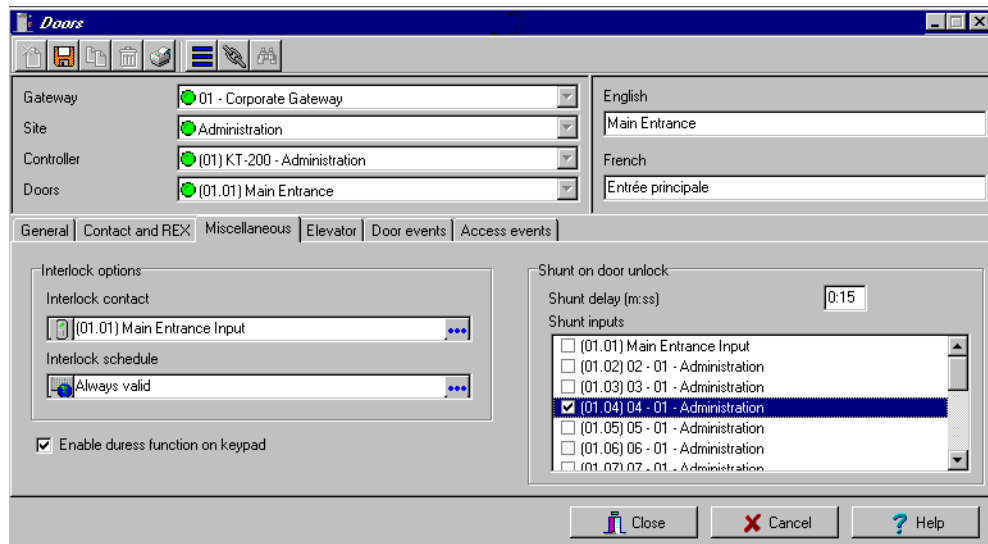 Doors
Gateway
01 - Corporate Gateway
Site
Administration
Controller
(01) KT-200 - Administration
Doors
(01.01) Main Entrance
English
Main Entrance
French
Entrée principale
General
Contact and REX
Miscellaneous
Elevator
Door events
Access events
Interlock options
Interlock contact
(01.01) Main Entrance Input
Interlock schedule
Always valid
Enable duress function on keypad
Shunt on door unlock
Shunt delay (m:ss)
0:15
Shunt inputs
(01.01) Main Entrance Input
(01.02) 02 - 01 - Administration
(01.03) 03 - 01 - Administration
(01.04) 04 - 01 - Administration
(01.05) 05 - 01 - Administration
(01.06) 06 - 01 - Administration
(01.07) 07 - 01 - Administration
Close
Cancel
Help